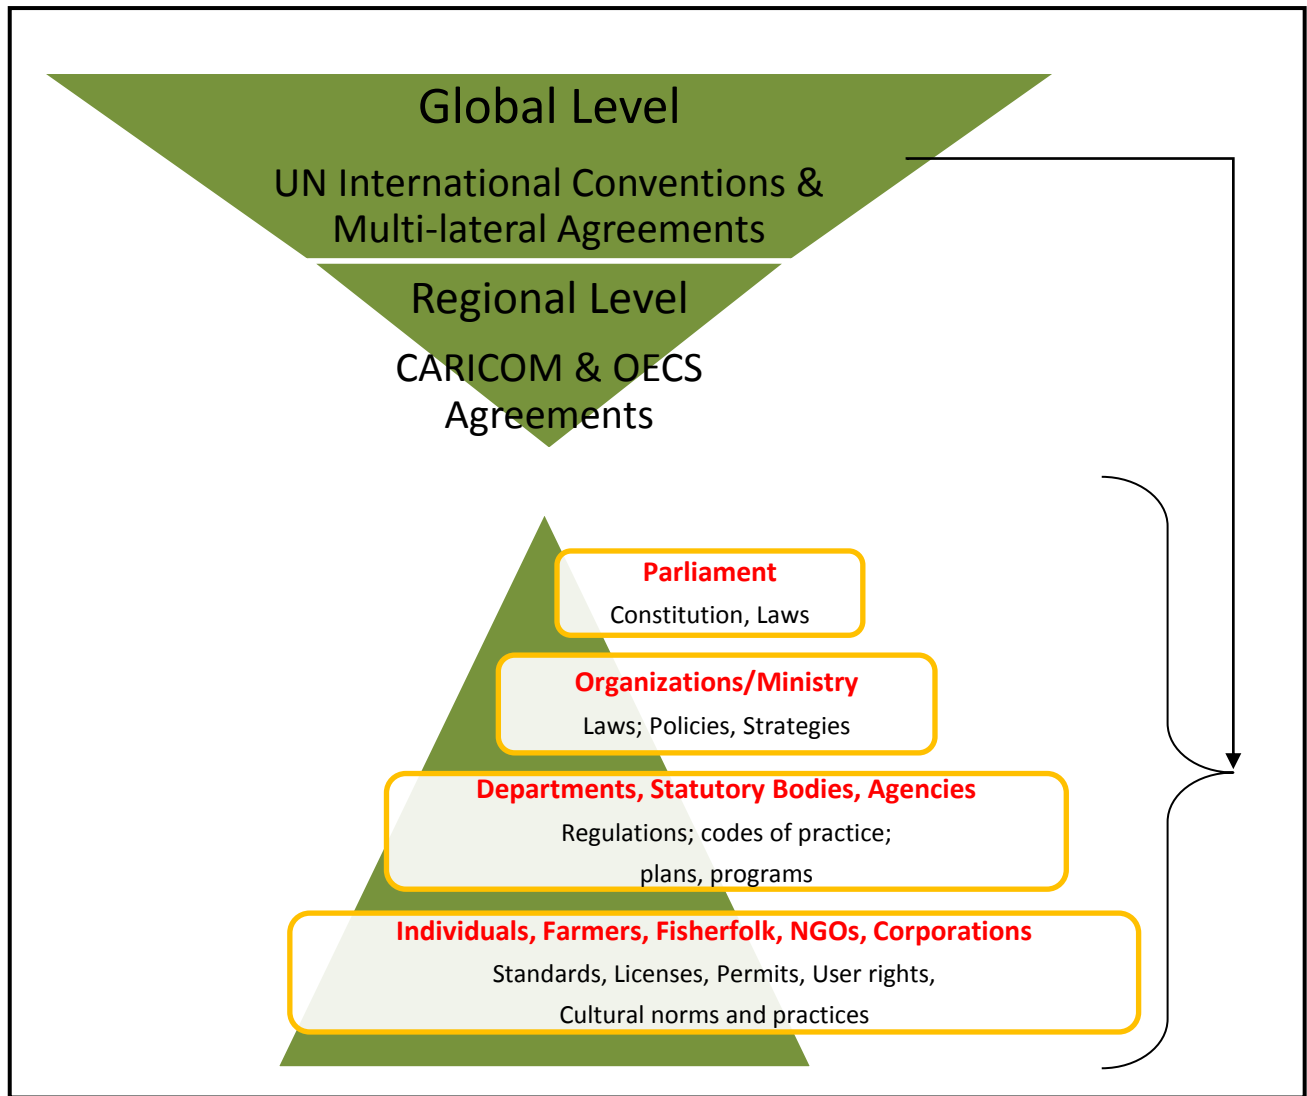 Global Level
UN International Conventions &
Multi-lateral Agreements
Regional Level
CARICOM & OECS
Agreements
Parliament
Constitution, Laws
Organizations/Ministry
Laws; Policies, Strategies
Departments, Statutory Bodies, Agencies
Regulations; codes of practice;
plans, programs
Individuals, Farmers, Fisherfolk, NGOs, Corporations
Standards, Licenses, Permits, User rights,
Cultural norms and practices